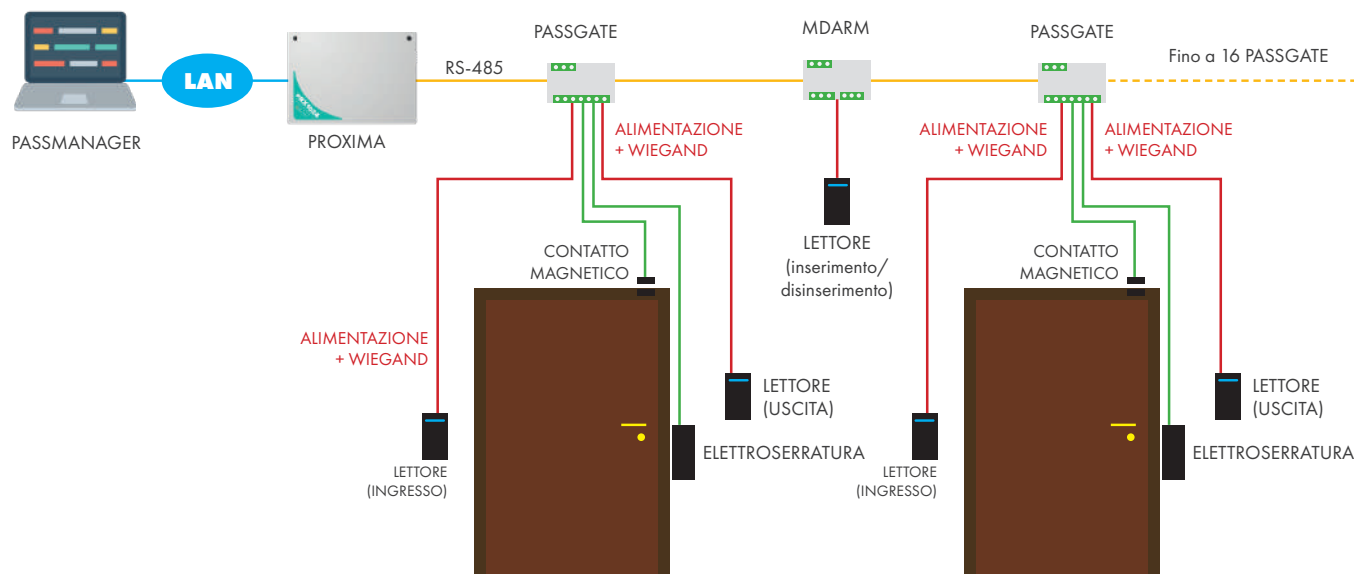 PASSMANAGER
LAN
PROXIMA
RS-485
PASSGATE
MDARM
PASSGATE
Fino a 16 PASSGATE
ALIMENTAZIONE
+ WIEGAND
ALIMENTAZIONE
+ WIEGAND
ALIMENTAZIONE
+ WIEGAND
LETTORE
(inserimento/
disinserimento)
CONTATTO
MAGNETICO
CONTATTO
MAGNETICO
ALIMENTAZIONE
+ WIEGAND
LETTORE
(USCITA)
LETTORE
(USCITA)
ELETTROSERRATURA
ELETTROSERRATURA
LETTORE
(INGRESSO)
LETTORE
(INGRESSO)